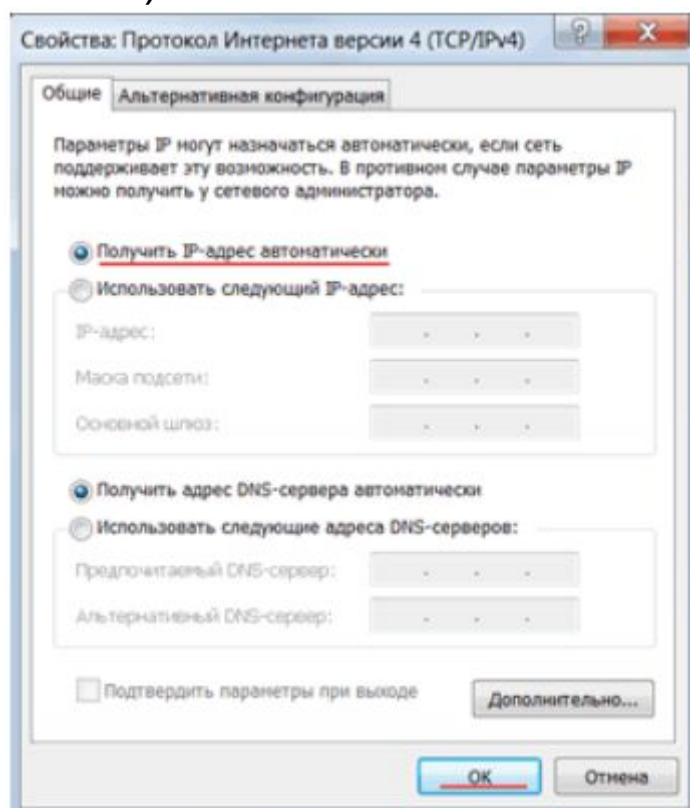 )
Свойства: Протокол Интернета версии 4 (TCP/IPv4)
Общие
Альтернативная конфигурация
Параметры IP могут назначаться автоматически, если сеть
поддерживает эту возможность. В противном случае параметры IP
можно получить у сетевого администратора.
Получить IP-адрес автоматически
Использовать следующий IP-адрес:
IP-адрес:
Маска подсети:
Основной шлюз:
Получить адрес DNS-сервера автоматически
Использовать следующие адреса DNS-серверов:
Предпочитаемый DNS-сервер:
Альтернативный DNS-сервер:
Подтвердить параметры при выходе
Дополнительно...
ОК
Отмена